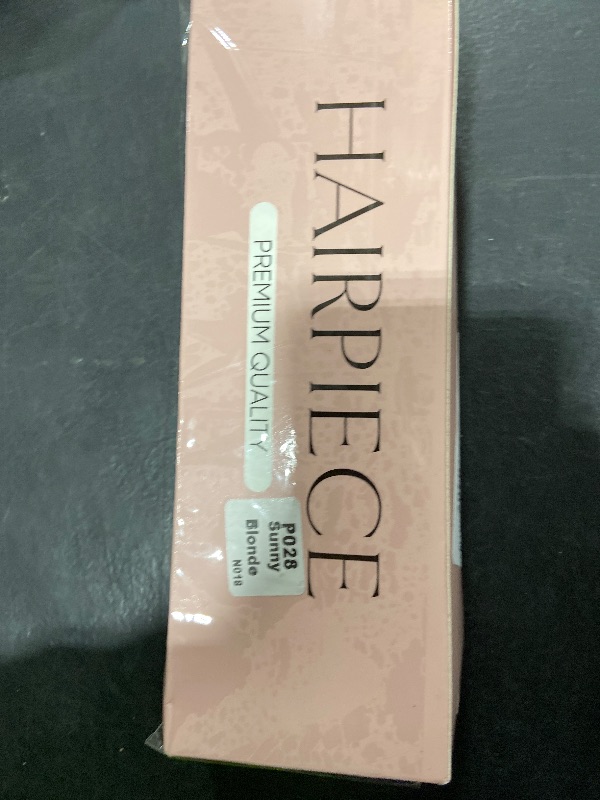 HAIRPIECE
PREMIUM QUALITY
P028
Sunny
Blonde
N018